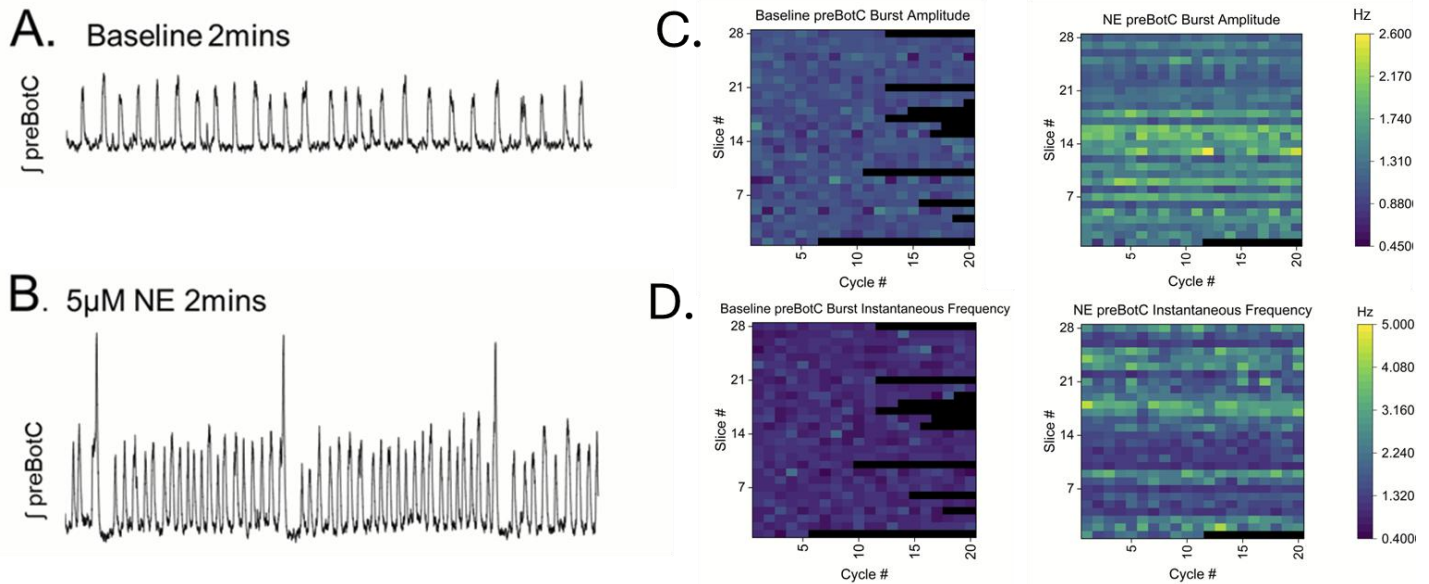 A. Baseline 2mins
∫ preBotC
B. 5µM NE 2mins
∫ preBotC
C.
Baseline preBotC Burst Amplitude
28
21
14
7
Slice #
5 10 15 20
Cycle #
NE preBotC Burst Amplitude
28
21
14
7
Slice #
5 10 15 20
Cycle #
Hz
2.600
2.170
1.740
1.310
0.880
0.450
D.
Baseline preBotC Burst Instantaneous Frequency
28
21
14
7
Slice #
5 10 15 20
Cycle #
NE preBotC Instantaneous Frequency
28
21
14
7
Slice #
5 10 15 20
Cycle #
Hz
5.000
4.080
3.160
2.240
1.320
0.400